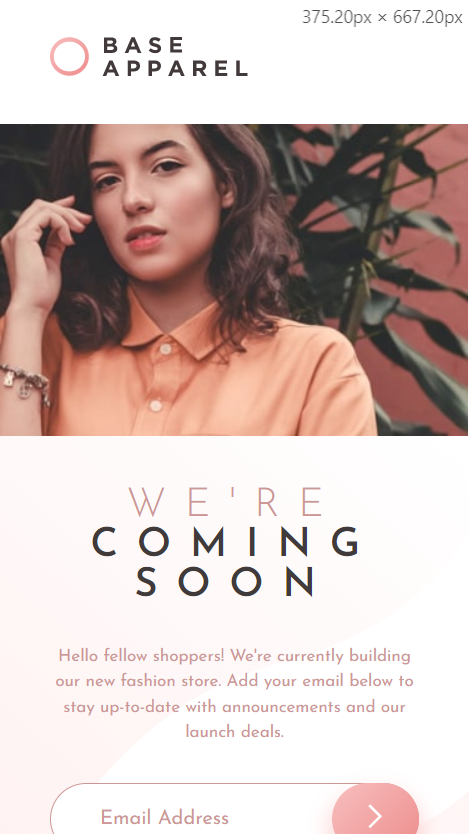 375.20px × 667.20px
BASE
APPAREL
WE'RE
COMING
SOON
Hello fellow shoppers! We're currently building
our new fashion store. Add your email below to
stay up-to-date with announcements and our
launch deals.
Email Address